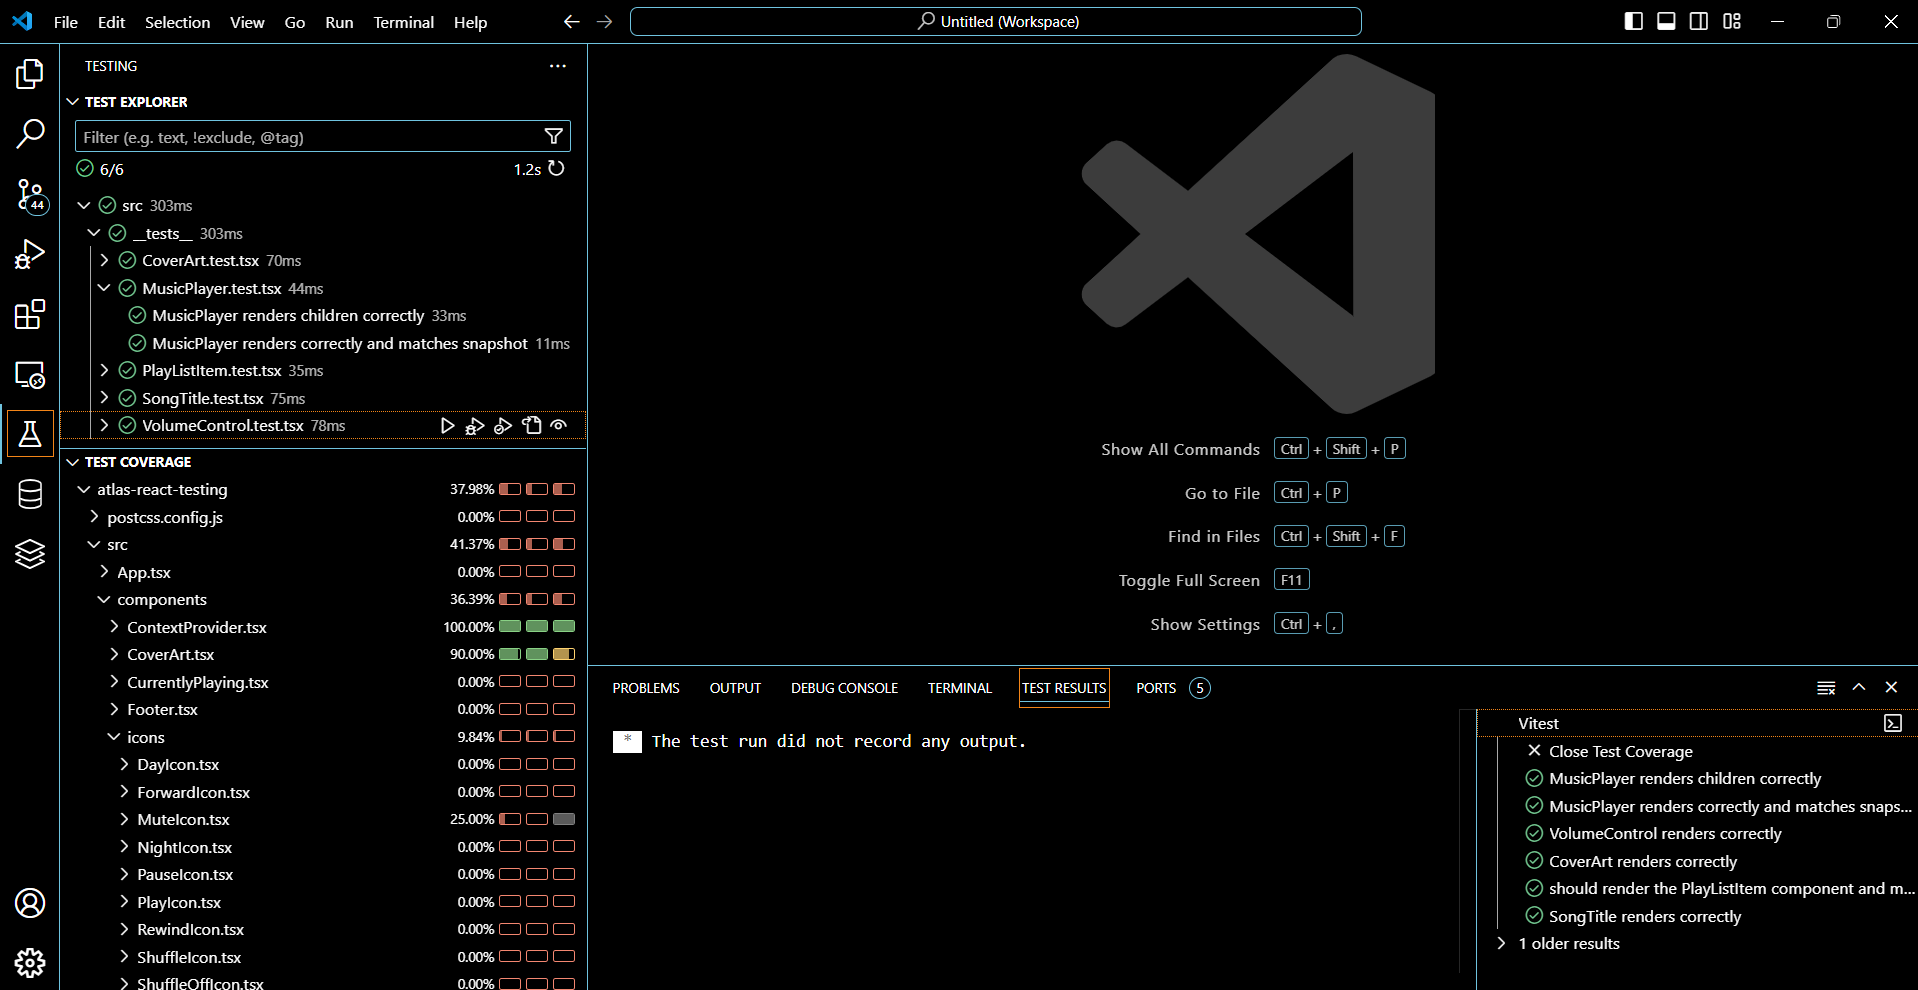 File Edit Selection View Go Run Terminal Help
Untitled (Workspace)
TESTING
TEST EXPLORER
Filter (e.g. text, !exclude, @tag)
6/6 1.2s
44
src 303ms
__tests__ 303ms
CoverArt.test.tsx 70ms
MusicPlayer.test.tsx 44ms
MusicPlayer renders children correctly 33ms
MusicPlayer renders correctly and matches snapshot 11ms
PlayListItem.test.tsx 35ms
SongTitle.test.tsx 75ms
VolumeControl.test.tsx 78ms
TEST COVERAGE
atlas-react-testing 37.98%
postcss.config.js 0.00%
src 41.37%
App.tsx 0.00%
components 36.39%
ContextProvider.tsx 100.00%
CoverArt.tsx 90.00%
CurrentlyPlaying.tsx 0.00%
Footer.tsx 0.00%
icons 9.84%
DayIcon.tsx 0.00%
ForwardIcon.tsx 0.00%
MuteIcon.tsx 25.00%
NightIcon.tsx 0.00%
PauseIcon.tsx 0.00%
PlayIcon.tsx 0.00%
RewindIcon.tsx 0.00%
ShuffleIcon.tsx 0.00%
ShuffleOffIcon.tsx 0.00%
Show All Commands Ctrl + Shift + P
Go to File Ctrl + P
Find in Files Ctrl + Shift + F
Toggle Full Screen F11
Show Settings Ctrl + ,
PROBLEMS OUTPUT DEBUG CONSOLE TERMINAL TEST RESULTS PORTS 5
* The test run did not record any output.
Vitest
Close Test Coverage
MusicPlayer renders children correctly
MusicPlayer renders correctly and matches snaps...
VolumeControl renders correctly
CoverArt renders correctly
should render the PlayListItem component and m...
SongTitle renders correctly
1 older results